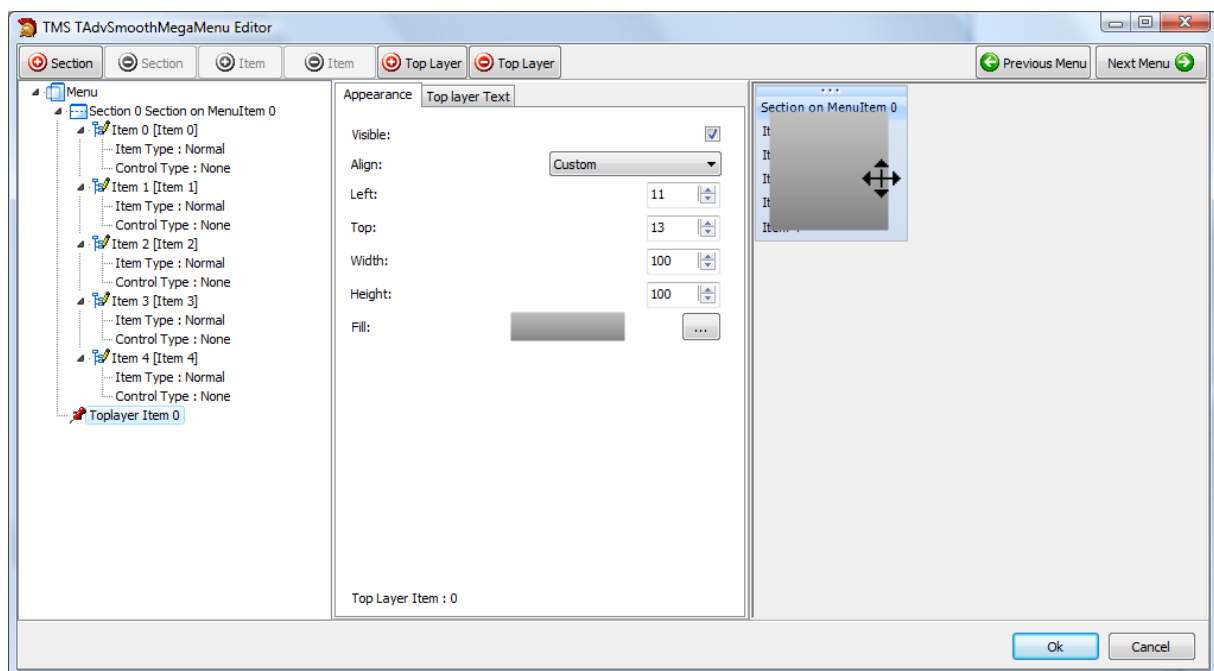 TMS TAdvSmoothMegaMenu Editor
Section Section Item Item Top Layer Top Layer Previous Menu Next Menu
Menu
Section 0 Section on MenuItem 0
Item 0 [Item 0]
Item Type : Normal
Control Type : None
Item 1 [Item 1]
Item Type : Normal
Control Type : None
Item 2 [Item 2]
Item Type : Normal
Control Type : None
Item 3 [Item 3]
Item Type : Normal
Control Type : None
Item 4 [Item 4]
Item Type : Normal
Control Type : None
Toplayer Item 0
Appearance Top layer Text
Visible:
Align: Custom
Left: 11
Top: 13
Width: 100
Height: 100
Fill: ...
Top Layer Item : 0
Section on MenuItem 0
Ok Cancel